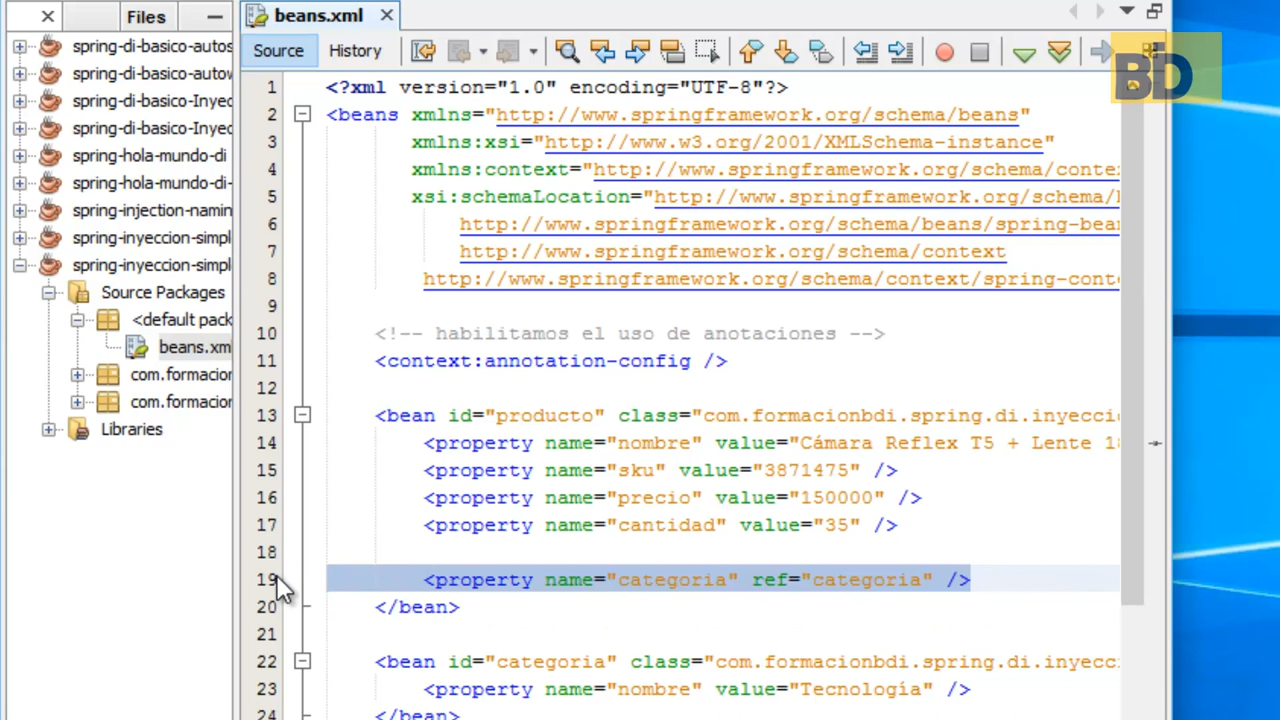 Files
beans.xml
Source History
spring-di-basico-autos
spring-di-basico-autow
spring-di-basico-Inyec
spring-di-basico-Inyec
spring-hola-mundo-di
spring-hola-mundo-di-
spring-injection-namin
spring-inyeccion-simpl
spring-inyeccion-simpl
Source Packages
<default pack
beans.xml
com.formacion
com.formacion
Libraries
BD
1 <?xml version="1.0" encoding="UTF-8"?>
2 <beans xmlns="http://www.springframework.org/schema/beans"
3 xmlns:xsi="http://www.w3.org/2001/XMLSchema-instance"
4 xmlns:context="http://www.springframework.org/schema/contex
5 xsi:schemaLocation="http://www.springframework.org/schema/b
6 http://www.springframework.org/schema/beans/spring-bean
7 http://www.springframework.org/schema/context
8 http://www.springframework.org/schema/context/spring-conte
9
10 <!-- habilitamos el uso de anotaciones -->
11 <context:annotation-config />
12
13 <bean id="producto" class="com.formacionbdi.spring.di.inyecci
14 <property name="nombre" value="Cámara Reflex T5 + Lente 18
15 <property name="sku" value="3871475" />
16 <property name="precio" value="150000" />
17 <property name="cantidad" value="35" />
18
19 <property name="categoria" ref="categoria" />
20 </bean>
21
22 <bean id="categoria" class="com.formacionbdi.spring.di.inyecci
23 <property name="nombre" value="Tecnología" />
24 </bean>